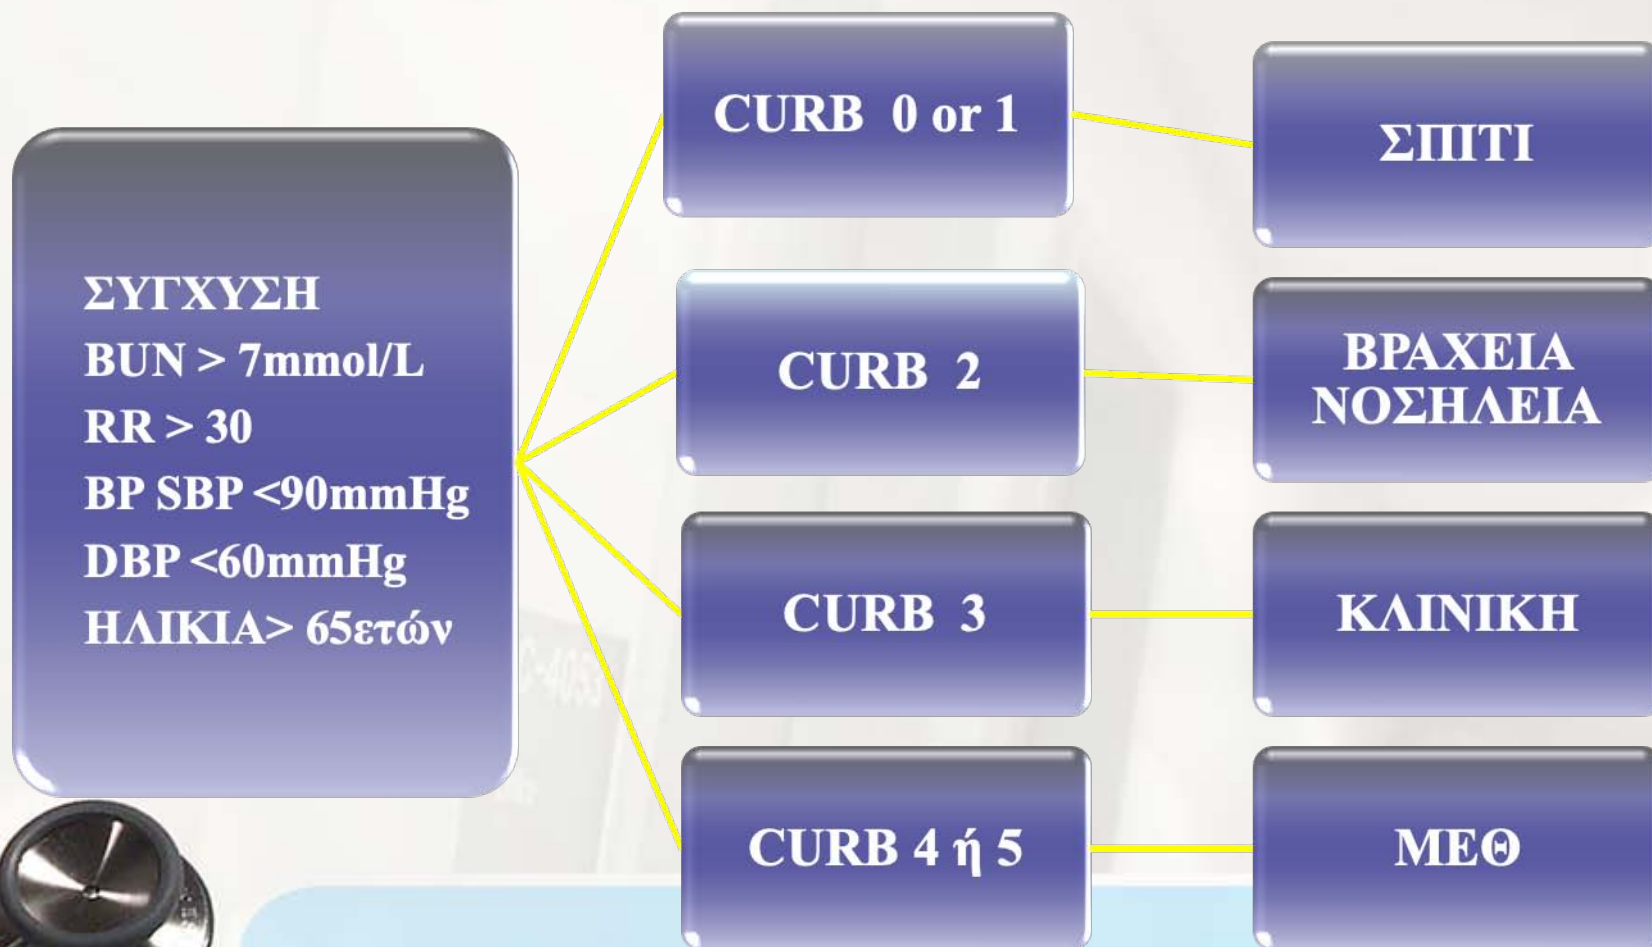 ΣΥΓΧΥΣΗ
BUN > 7mmol/L
RR > 30
BP SBP <90mmHg
DBP <60mmHg
ΗΛΙΚΙΑ> 65ετών
CURB 0 or 1
ΣΠΙΤΙ
CURB 2
ΒΡΑΧΕΙΑ
ΝΟΣΗΛΕΙΑ
CURB 3
ΚΛΙΝΙΚΗ
CURB 4 ή 5
ΜΕΘ